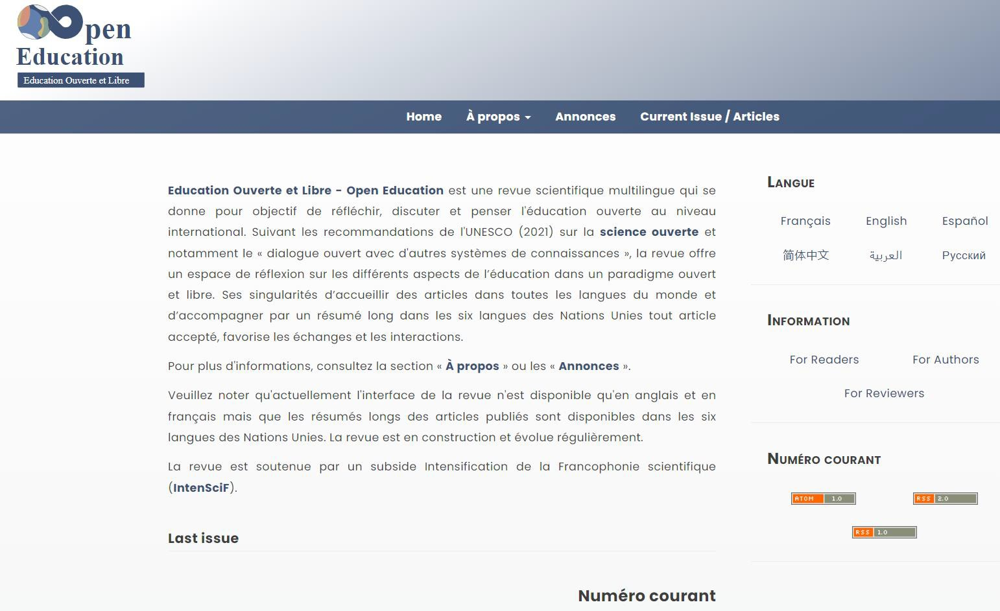 Open
Education
Education Ouverte et Libre
Home
À propos
Annonces
Current Issue / Articles
Education Ouverte et Libre - Open Education est une revue scientifique multilingue qui se
donne pour objectif de réfléchir, discuter et penser l'éducation ouverte au niveau
international. Suivant les recommandations de l'UNESCO (2021) sur la science ouverte et
notamment le « dialogue ouvert avec d'autres systèmes de connaissances », la revue offre
un espace de réflexion sur les différents aspects de l’éducation dans un paradigme ouvert
et libre. Ses singularités d’accueillir des articles dans toutes les langues du monde et
d’accompagner par un résumé long dans les six langues des Nations Unies tout article
accepté, favorise les échanges et les interactions.
Pour plus d'informations, consultez la section « À propos » ou les « Annonces ».
Veuillez noter qu'actuellement l'interface de la revue n'est disponible qu'en anglais et en
français mais que les résumés longs des articles publiés sont disponibles dans les six
langues des Nations Unies. La revue est en construction et évolue régulièrement.
La revue est soutenue par un subside Intensification de la Francophonie scientifique
(IntenSciF).
Last issue
Numéro courant
Langue
Français
English
Español
简体中文
العربية
Русский
Information
For Readers
For Authors
For Reviewers
Numéro courant
ATOM 1.0
RSS 2.0
RSS 1.0